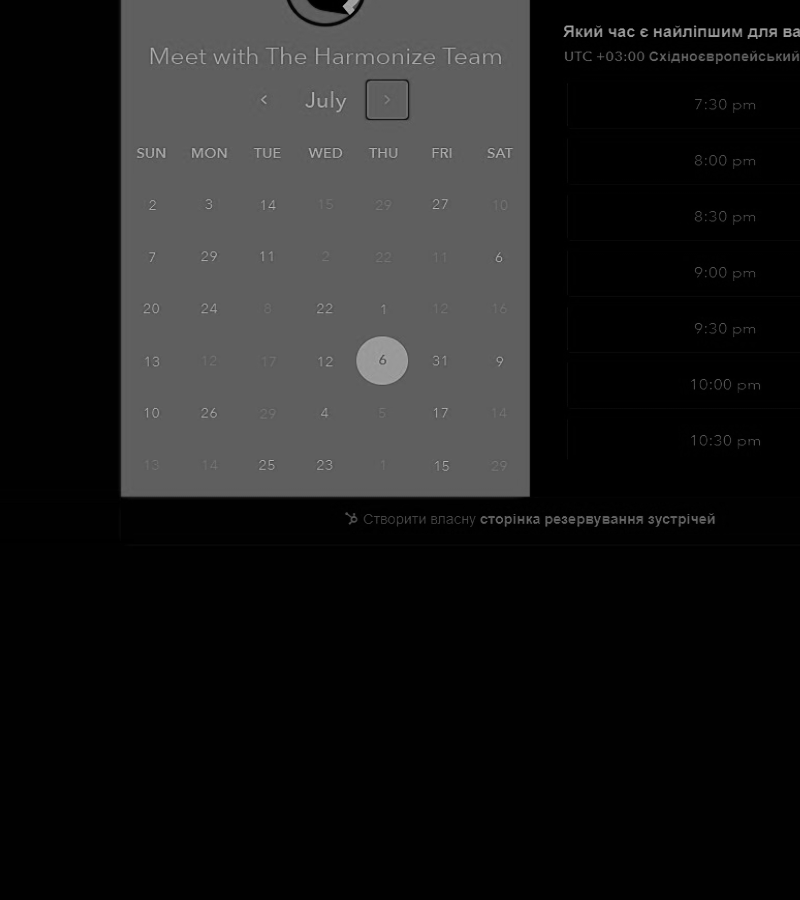 Meet with The Harmonize Team
July
SUN MON TUE WED THU FRI SAT
2 3 14 15 29 27 10
7 29 11 2 22 11 6
20 24 8 22 1 12 16
13 12 17 12 6 31 9
10 26 29 4 5 17 14
13 14 25 23 1 15 29
Який час є найліпшим для
UTC +03:00 Східноєвропейський
7:30 pm
8:00 pm
8:30 pm
9:00 pm
9:30 pm
10:00 pm
10:30 pm
Створити власну сторінка резервування зустрічей